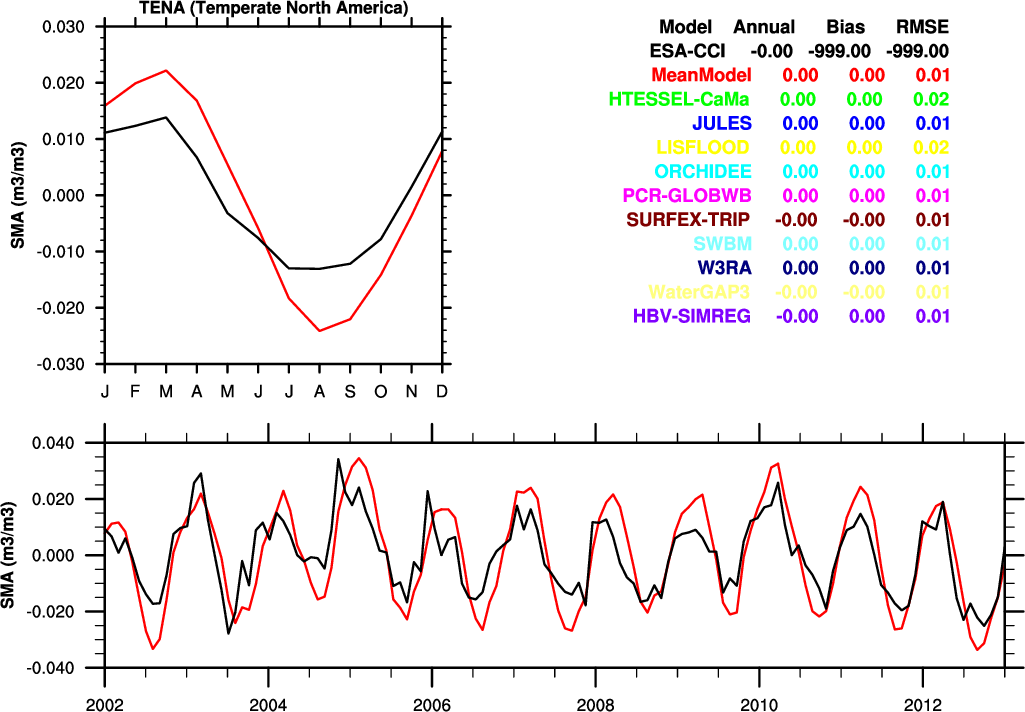 TENA (Temperate North America)
0.030
0.020
0.010
0.000
-0.010
-0.020
-0.030
SMA (m3/m3)
J F M A M J J A S O N D
Model Annual Bias RMSE
ESA-CCI -0.00 -999.00 -999.00
MeanModel 0.00 0.00 0.01
HTESSEL-CaMa 0.00 0.00 0.02
JULES 0.00 0.00 0.01
LISFLOOD 0.00 0.00 0.02
ORCHIDEE 0.00 0.00 0.01
PCR-GLOBWB 0.00 0.00 0.01
SURFEX-TRIP -0.00 -0.00 0.01
SWBM 0.00 0.00 0.01
W3RA 0.00 0.00 0.01
WaterGAP3 -0.00 -0.00 0.01
HBV-SIMREG -0.00 0.00 0.01
0.040
0.020
0.000
-0.020
-0.040
SMA (m3/m3)
2002 2004 2006 2008 2010 2012